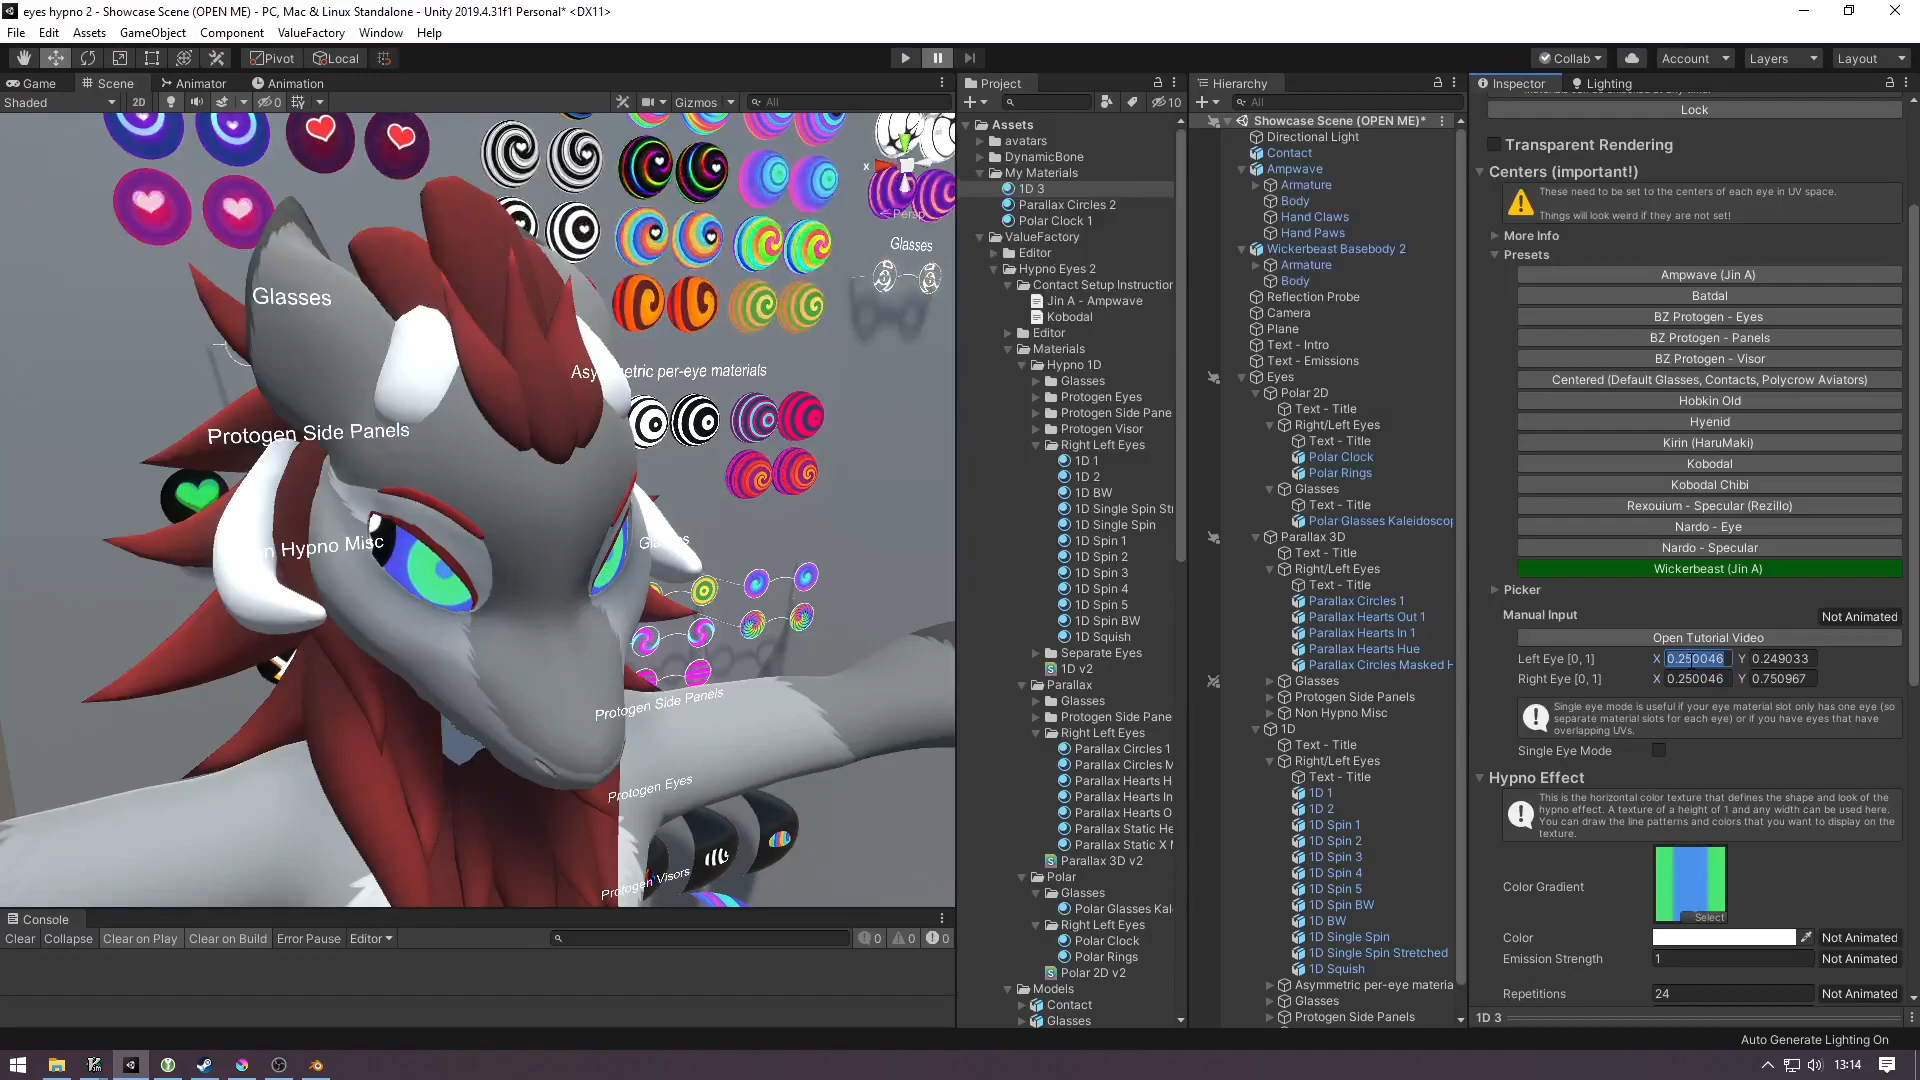 eyes hypno 2 - Showcase Scene (OPEN ME) - PC, Mac & Linux Standalone - Unity 2019.4.31f1 Personal* <DX11>
File Edit Assets GameObject Component ValueFactory Window Help
Pivot Local
Collab Account Layers Layout
Game Scene Animator Animation
Shaded 2D 0 Gizmos All
Project
10
Assets
avatars
DynamicBone
My Materials
1D 3
Parallax Circles 2
Polar Clock 1
ValueFactory
Editor
Hypno Eyes 2
Contact Setup Instruction
Jin A - Ampwave
Kobodal
Editor
Materials
Hypno 1D
Glasses
Protogen Eyes
Protogen Side Pane
Protogen Visor
Right Left Eyes
1D 1
1D 2
1D BW
1D Single Spin St
1D Single Spin
1D Spin 1
1D Spin 2
1D Spin 3
1D Spin 4
1D Spin 5
1D Spin BW
1D Squish
Separate Eyes
1D v2
Parallax
Glasses
Protogen Side Pane
Right Left Eyes
Parallax Circles 1
Parallax Circles M
Parallax Hearts H
Parallax Hearts In
Parallax Hearts O
Parallax Static He
Parallax Static X M
Parallax 3D v2
Polar
Glasses
Polar Glasses Kal
Right Left Eyes
Polar Clock
Polar Rings
Polar 2D v2
Models
Contact
Glasses
Hierarchy
All
Showcase Scene (OPEN ME)*
Directional Light
Contact
Ampwave
Armature
Body
Hand Claws
Hand Paws
Wickerbeast Basebody 2
Armature
Body
Reflection Probe
Camera
Plane
Text - Intro
Text - Emissions
Eyes
Polar 2D
Text - Title
Right/Left Eyes
Text - Title
Polar Clock
Polar Rings
Glasses
Text - Title
Polar Glasses Kaleidoscop
Parallax 3D
Text - Title
Right/Left Eyes
Text - Title
Parallax Circles 1
Parallax Hearts Out 1
Parallax Hearts In 1
Parallax Hearts Hue
Parallax Circles Masked H
Glasses
Protogen Side Panels
Non Hypno Misc
1D
Text - Title
Right/Left Eyes
Text - Title
1D 1
1D 2
1D Spin 1
1D Spin 2
1D Spin 3
1D Spin 4
1D Spin 5
1D Spin BW
1D BW
1D Single Spin
1D Single Spin Stretched
1D Squish
Asymmetric per-eye materia
Glasses
Protogen Side Panels
Inspector Lighting
Lock
Transparent Rendering
Centers (important!)
These need to be set to the centers of each eye in UV space.
Things will look weird if they are not set!
More Info
Presets
Ampwave (Jin A)
Batdal
BZ Protogen - Eyes
BZ Protogen - Panels
BZ Protogen - Visor
Centered (Default Glasses, Contacts, Polycrow Aviators)
Hobkin Old
Hyenid
Kirin (HaruMaki)
Kobodal
Kobodal Chibi
Rexouium - Specular (Rezillo)
Nardo - Eye
Nardo - Specular
Wickerbeast (Jin A)
Picker
Manual Input Not Animated
Open Tutorial Video
Left Eye [0, 1] X 0.250046 Y 0.249033
Right Eye [0, 1] X 0.250046 Y 0.750967
Single eye mode is useful if your eye material slot only has one eye (so
separate material slots for each eye) or if you have eyes that have
overlapping UVs.
Single Eye Mode
Hypno Effect
This is the horizontal color texture that defines the shape and look of the
hypno effect. A texture of a height of 1 and any width can be used here.
You can draw the line patterns and colors that you want to display on the
texture.
Color Gradient
Select
Color Not Animated
Emission Strength 1 Not Animated
Repetitions 24 Not Animated
1D 3
Auto Generate Lighting On
x
< Persp
Glasses
Glasses
Asymmetric per-eye materials
Protogen Side Panels
Non Hypno Misc
Glasses
Protogen Side Panels
Protogen Eyes
Protogen Visors
Console
Clear Collapse Clear on Play Clear on Build Error Pause Editor 0 0 0
13:14